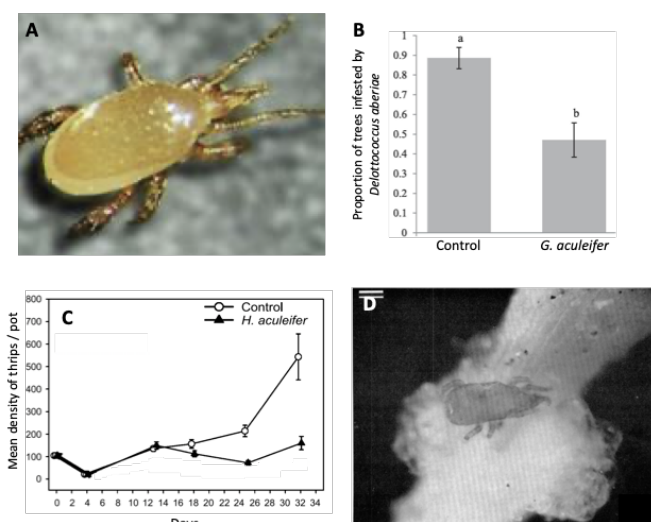 A
B
Proportion of trees infested by
Delottococcus aberiae
1
0.9
0.8
0.7
0.6
0.5
0.4
0.3
0.2
0.1
0
a
b
Control
G. aculeifer
C
Mean density of thrips / pot
800
700
600
500
400
300
200
100
0
Control
H. aculeifer
0 2 4 6 8 10 12 14 16 18 20 22 24 26 28 30 32 34
Days
D